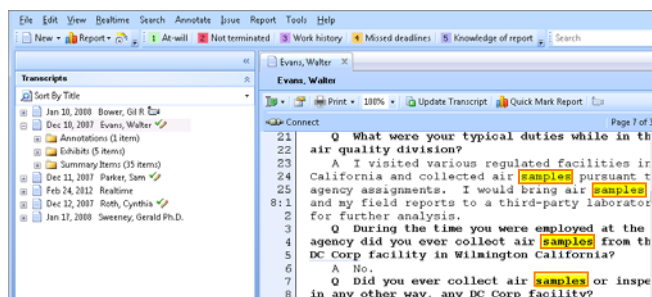 File Edit View Realtime Search Annotate Issue Report Tools Help
New Report 1 At-will 2 Not terminated 3 Work history 4 Missed deadlines 5 Knowledge of report Search
Transcripts
Sort By Title
Jan 10, 2008 Bower, Gil R
Dec 10, 2007 Evans, Walter
Annotations (1 item)
Exhibits (5 items)
Summary Items (35 items)
Dec 11, 2007 Parker, Sam
Feb 24, 2012 Realtime
Dec 12, 2007 Roth, Cynthia
Jan 17, 2008 Sweeney, Gerald Ph.D.
Evans, Walter
Evans, Walter
Print 100% Update Transcript Quick Mark Report
Connect Page 7 of 3
21 Q What were your typical duties while in th
22 air quality division?
23 A I visited various regulated facilities in
24 California and collected air samples pursuant t
25 agency assignments. I would bring air samples
8:1 and my field reports to a third-party laborator
2 for further analysis.
3 Q During the time you were employed at the
4 agency did you ever collect air samples from th
5 DC Corp facility in Wilmington California?
6 A No.
7 Q Did you ever collect air samples or inspe
8 in any other way, any DC Corp facility?